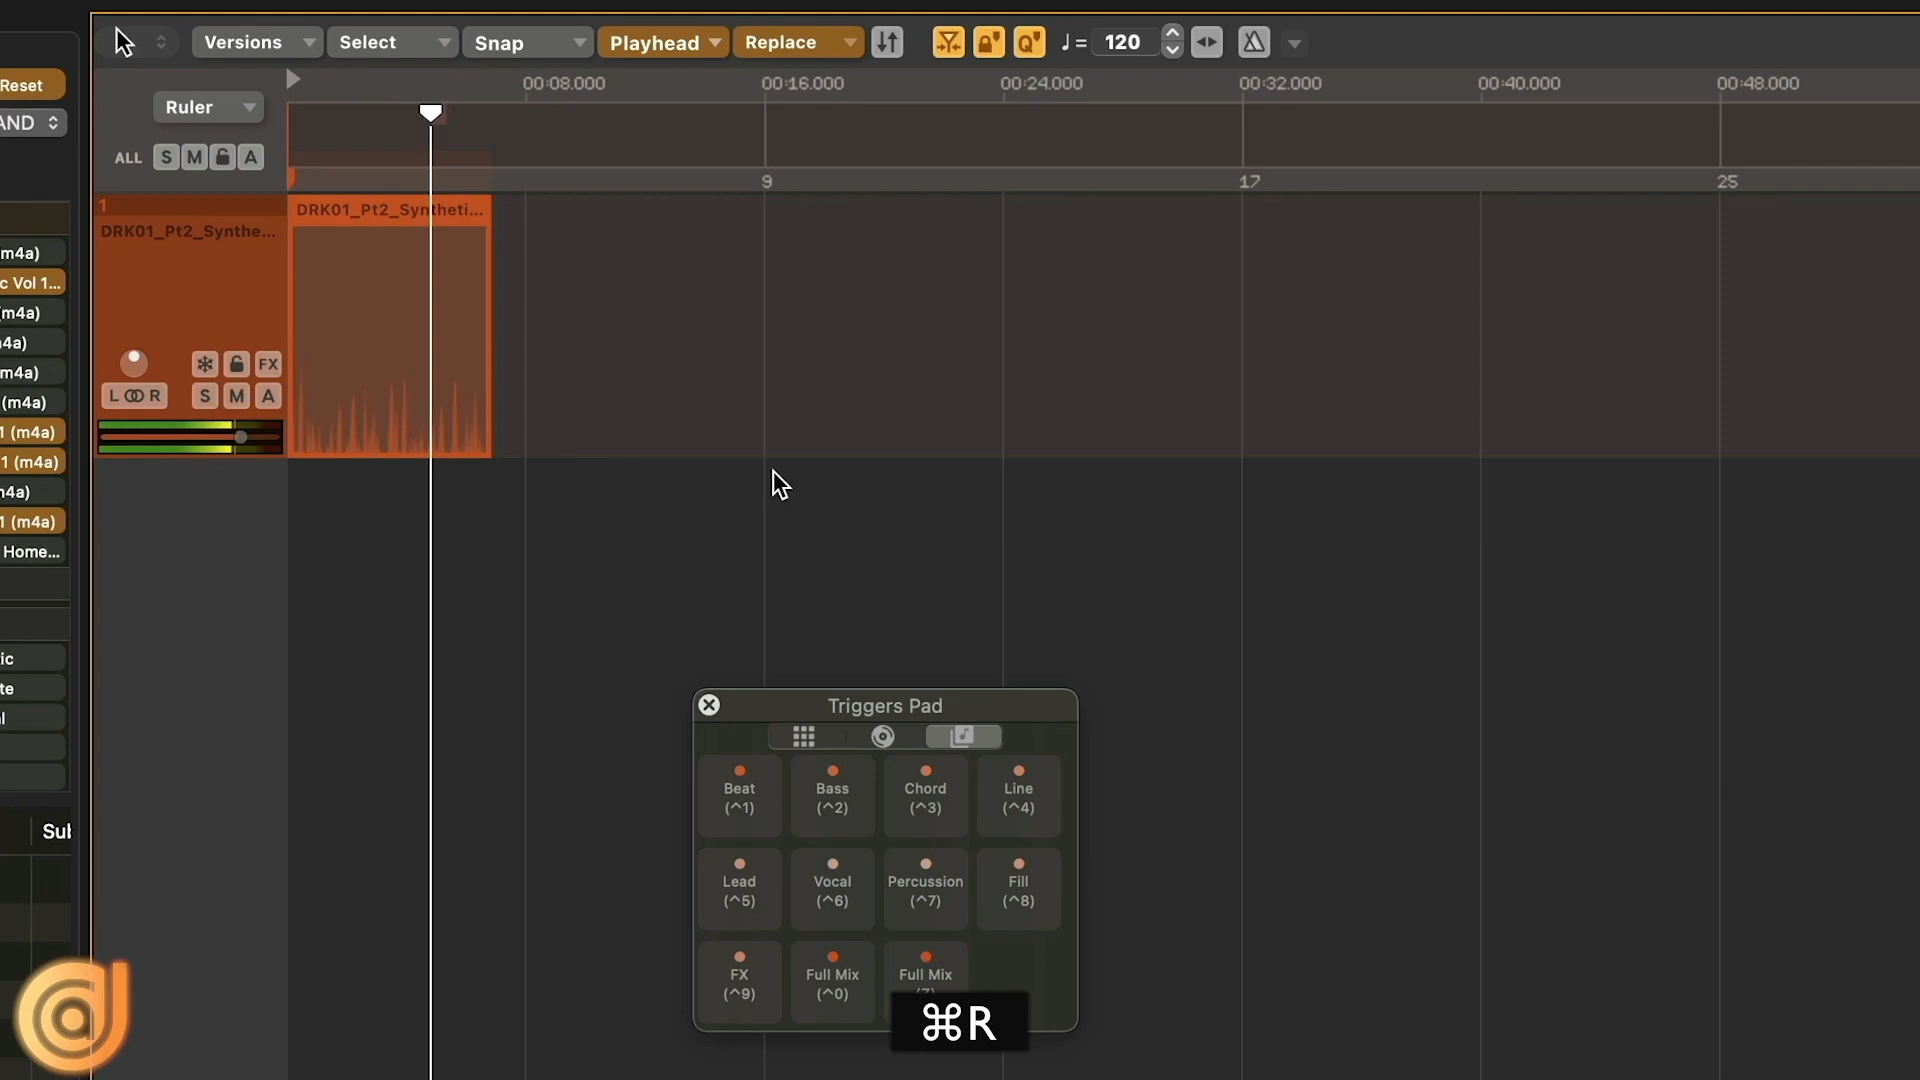 Versions
Select
Snap
Playhead
Replace
Q
=
120
Reset
AND
Ruler
00:08.000
00:16.000
00:24.000
00:32.000
00:40.000
00:48.000
ALL
S
M
A
9
17
25
1
DRK01_Pt2_Syntheti...
DRK01_Pt2_Synthe...
m4a)
c Vol 1...
m4a)
4a)
m4a)
(m4a)
1 (m4a)
1 (m4a)
n4a)
1 (m4a)
Home...
FX
L R
S
M
A
ic
te
l
Sub
Triggers Pad
Beat
(^1)
Bass
(^2)
Chord
(^3)
Line
(^4)
Lead
(^5)
Vocal
(^6)
Percussion
(^7)
Fill
(^8)
FX
(^9)
Full Mix
(^0)
Full Mix
⌘R